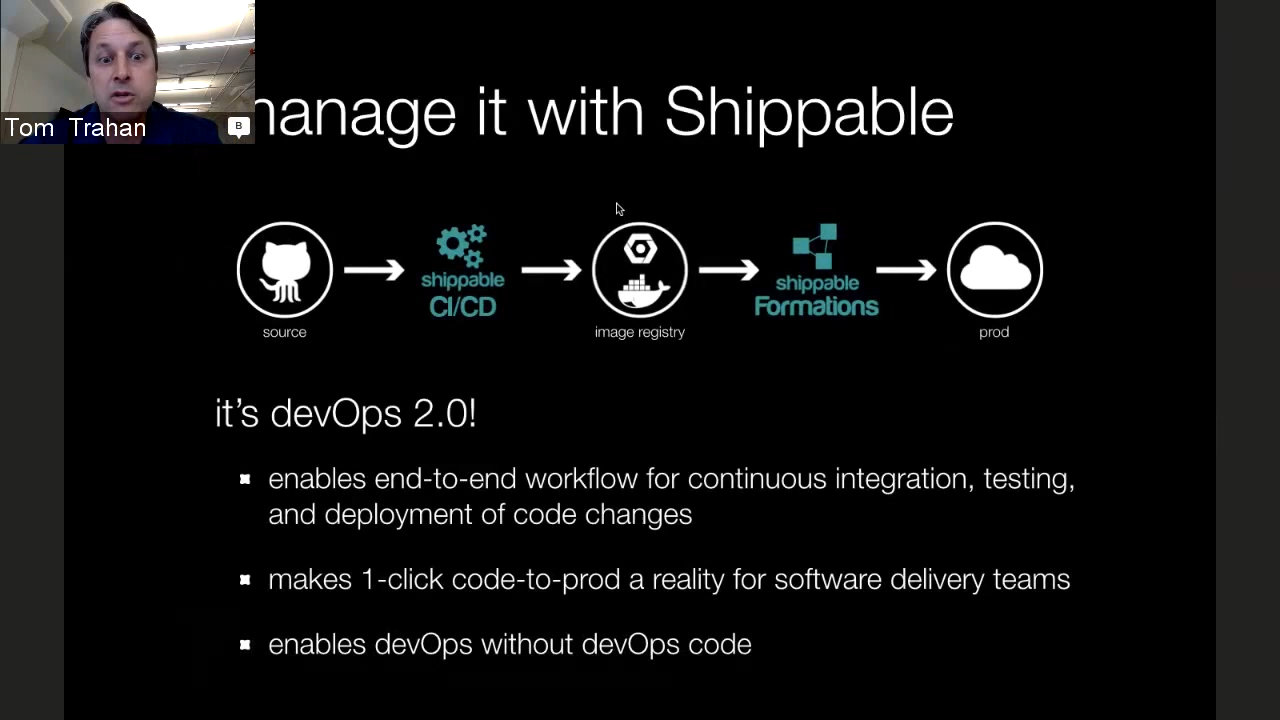 Tom Trahan
B
manage it with Shippable
shippable
CI/CD
shippable
Formations
source
image registry
prod
it's devOps 2.0!
enables end-to-end workflow for continuous integration, testing,
and deployment of code changes
makes 1-click code-to-prod a reality for software delivery teams
enables devOps without devOps code